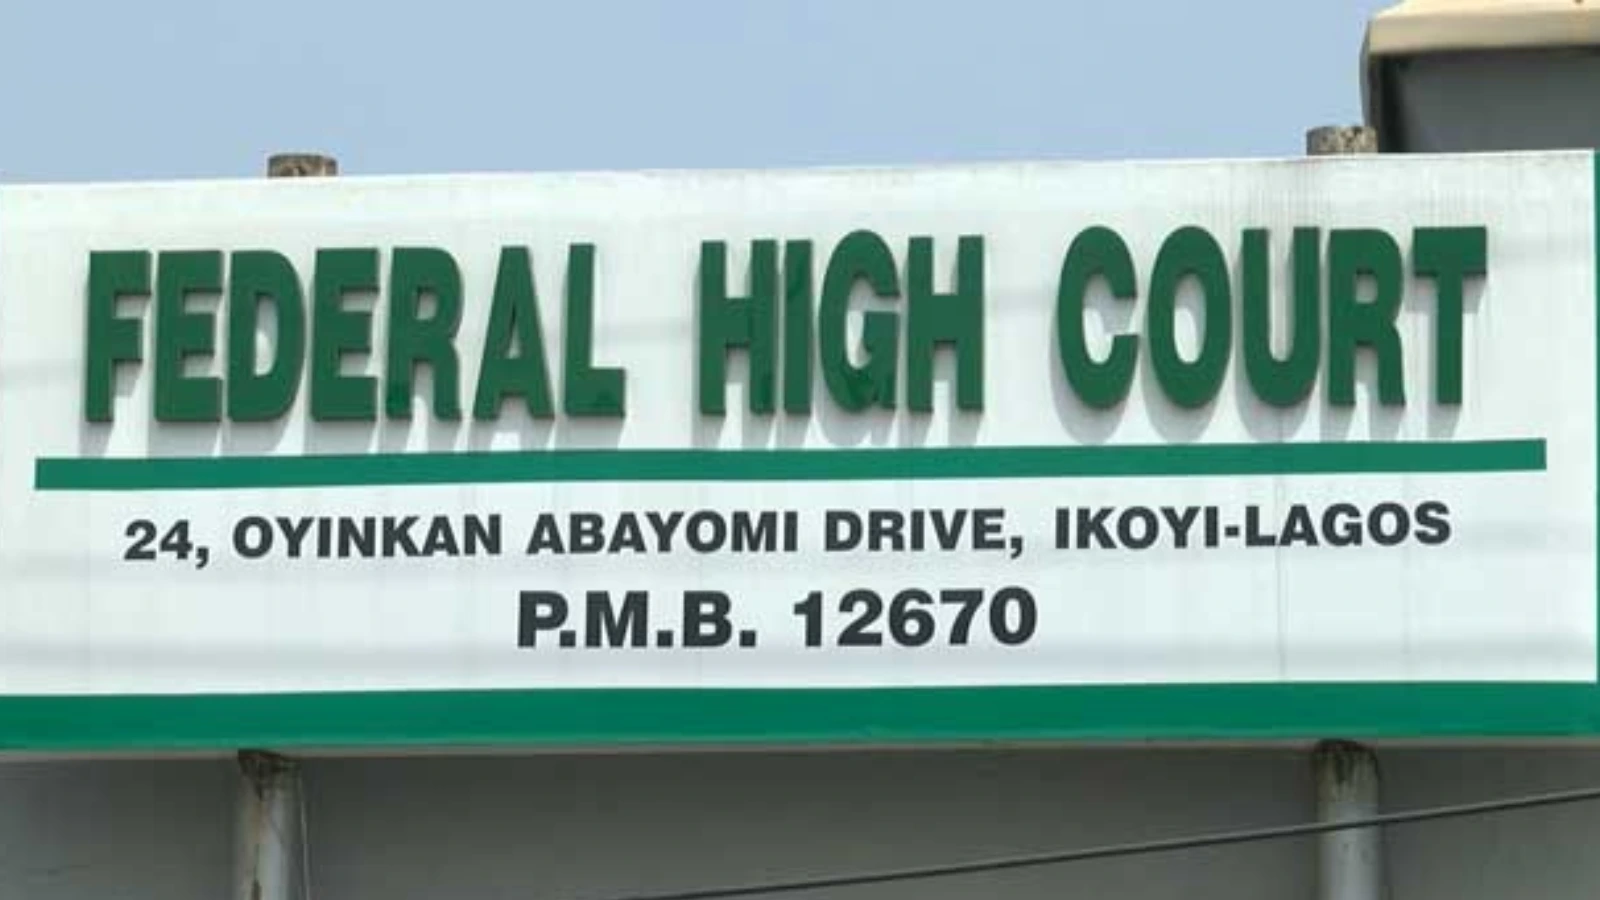 FEDERAL HIGH COURT
24, OYINKAN ABAYOMI DRIVE, IKOYI-LAGOS
P.M.B. 12670